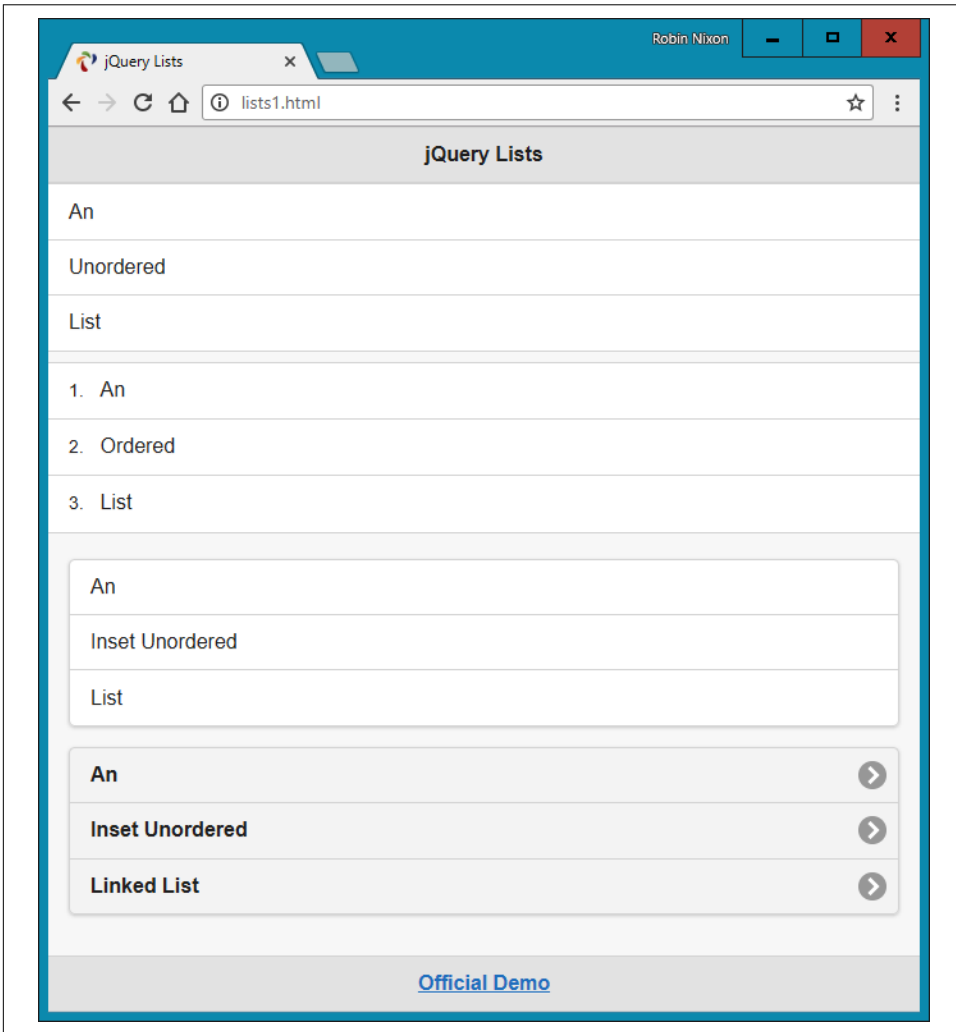 Robin Nixon
jQuery Lists
lists1.html
jQuery Lists
An
Unordered
List
1. An
2. Ordered
3. List
An
Inset Unordered
List
An
Inset Unordered
Linked List
Official Demo